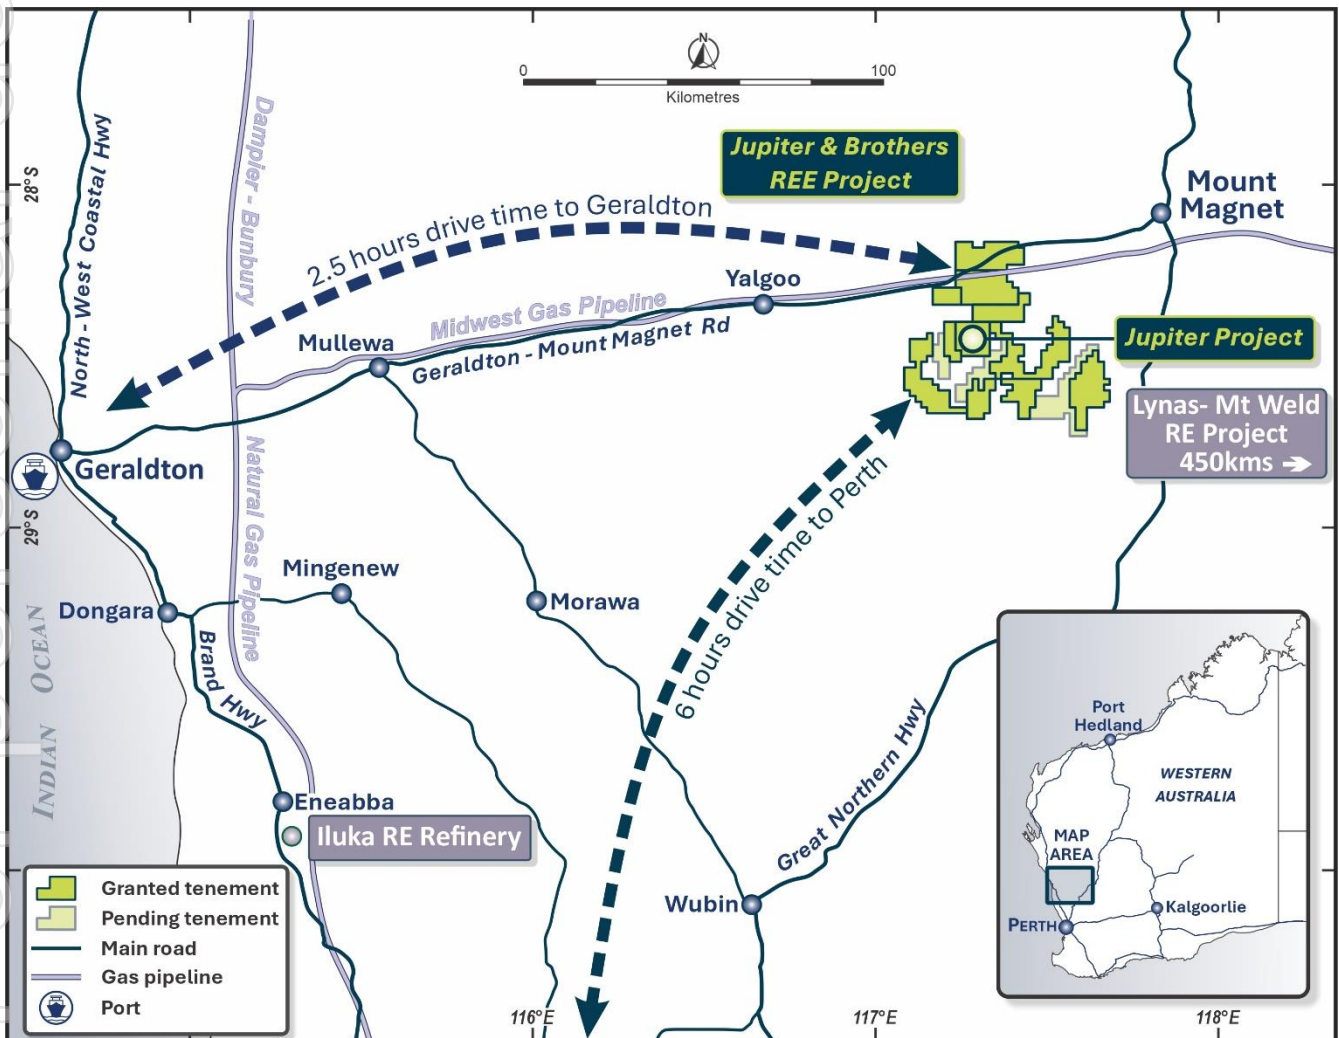 N
0 100
Kilometres
North-West Coastal Hwy
Dampier - Bunbury
Natural Gas Pipeline
28°S
29°S
Jupiter & Brothers
REE Project
Mount
Magnet
2.5 hours drive time to Geraldton
Yalgoo
Midwest Gas Pipeline
Mullewa
Geraldton - Mount Magnet Rd
Jupiter Project
Lynas- Mt Weld
RE Project
450kms
Geraldton
6 hours drive time to Perth
Mingenew
Dongara
Morawa
Brand Hwy
INDIAN OCEAN
Eneabba
Iluka RE Refinery
Great Northern Hwy
Wubin
Port
Hedland
WESTERN
AUSTRALIA
MAP
AREA
Kalgoorlie
PERTH
Granted tenement
Pending tenement
Main road
Gas pipeline
Port
116°E
117°E
118°E